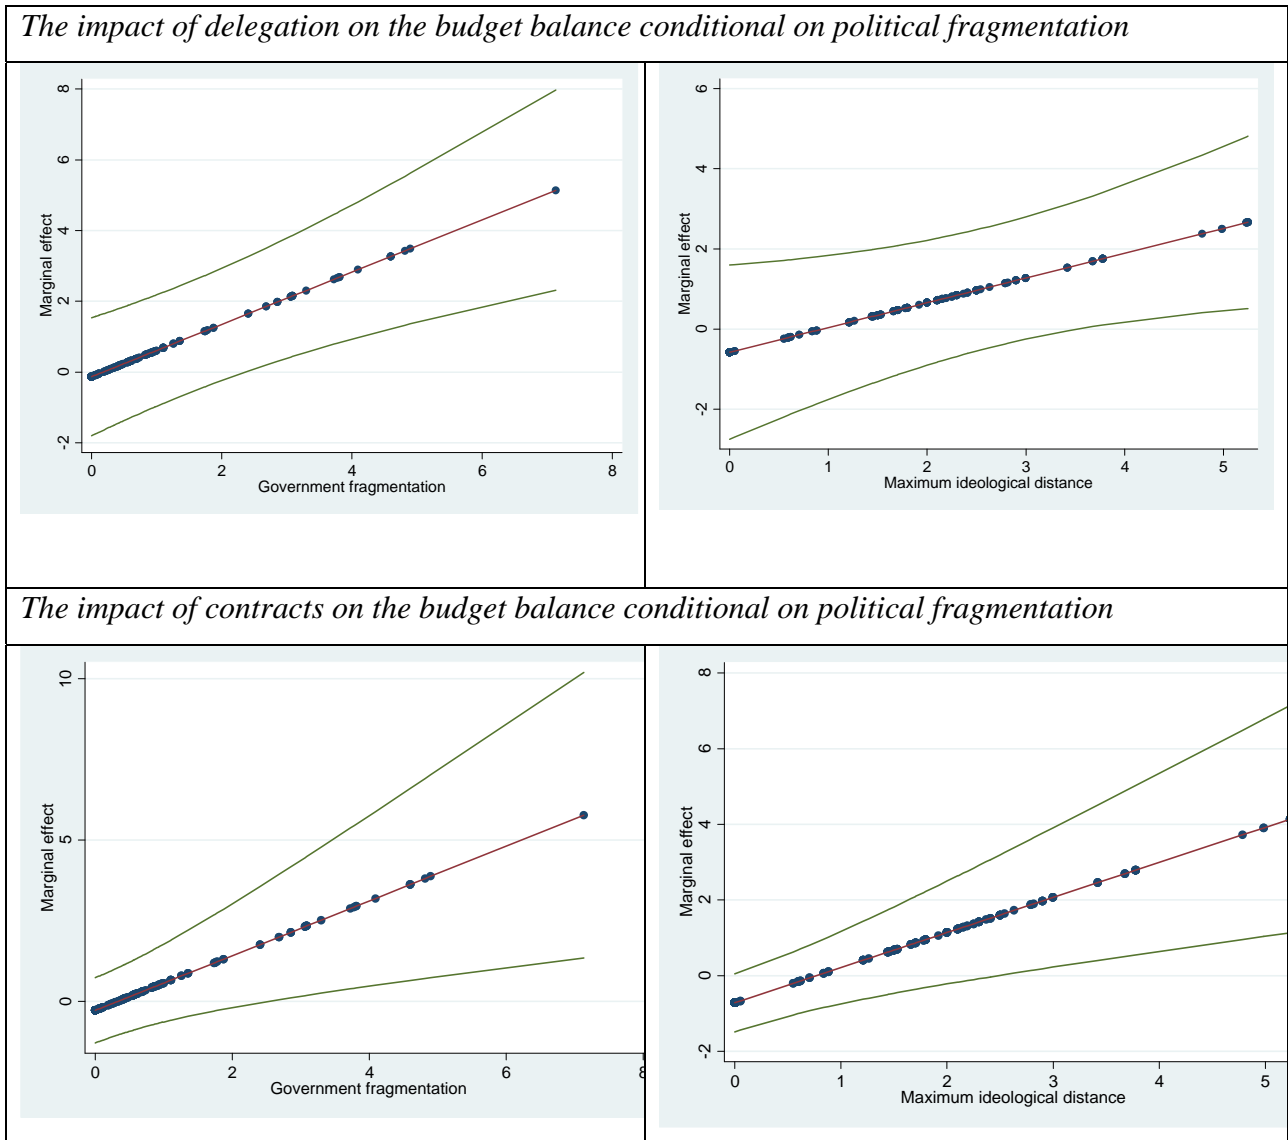 The impact of delegation on the budget balance conditional on political fragmentation
8
6
4
2
0
-2
Marginal effect
0 2 4 6 8
Government fragmentation
6
4
2
0
-2
Marginal effect
0 1 2 3 4 5
Maximum ideological distance
The impact of contracts on the budget balance conditional on political fragmentation
10
5
0
Marginal effect
0 2 4 6 8
Government fragmentation
8
6
4
2
0
-2
Marginal effect
0 1 2 3 4 5
Maximum ideological distance